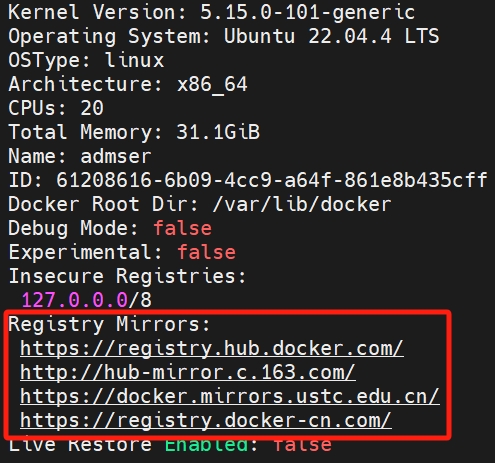 Kernel Version: 5.15.0-101-generic
Operating System: Ubuntu 22.04.4 LTS
OSType: linux
Architecture: x86_64
CPUs: 20
Total Memory: 31.1GiB
Name: admser
ID: 61208616-6b09-4cc9-a64f-861e8b435cff
Docker Root Dir: /var/lib/docker
Debug Mode: false
Experimental: false
Insecure Registries:
127.0.0.0/8
Registry Mirrors:
https://registry.hub.docker.com/
http://hub-mirror.c.163.com/
https://docker.mirrors.ustc.edu.cn/
https://registry.docker-cn.com/
Live Restore Enabled: false